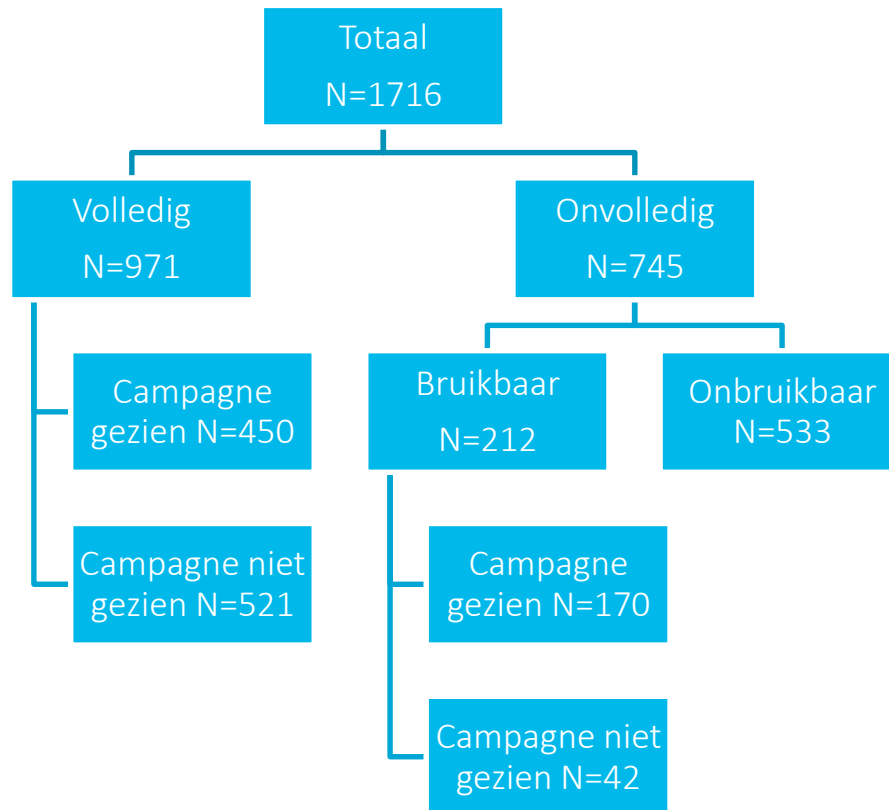 Totaal
N=1716
Volledig
N=971
Onvolledig
N=745
Campagne
gezien N=450
Bruikbaar
N=212
Onbruikbaar
N=533
Campagne niet
gezien N=521
Campagne
gezien N=170
Campagne niet
gezien N=42